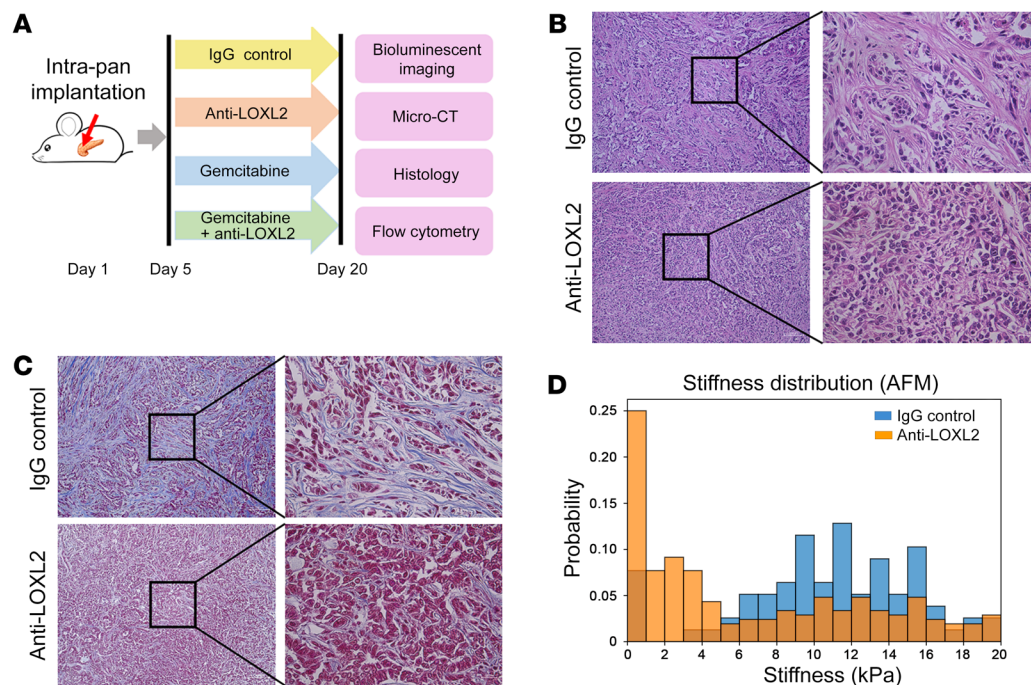 A
Intra-pan
implantation
IgG control
Anti-LOXL2
Gemcitabine
Gemcitabine
+ anti-LOXL2
Bioluminescent
imaging
Micro-CT
Histology
Flow cytometry
Day 1
Day 5
Day 20
B
IgG control
Anti-LOXL2
C
IgG control
Anti-LOXL2
D
Stiffness distribution (AFM)
IgG control
Anti-LOXL2
Probability
0.25
0.20
0.15
0.10
0.05
0
0 2 4 6 8 10 12 14 16 18 20
Stiffness (kPa)